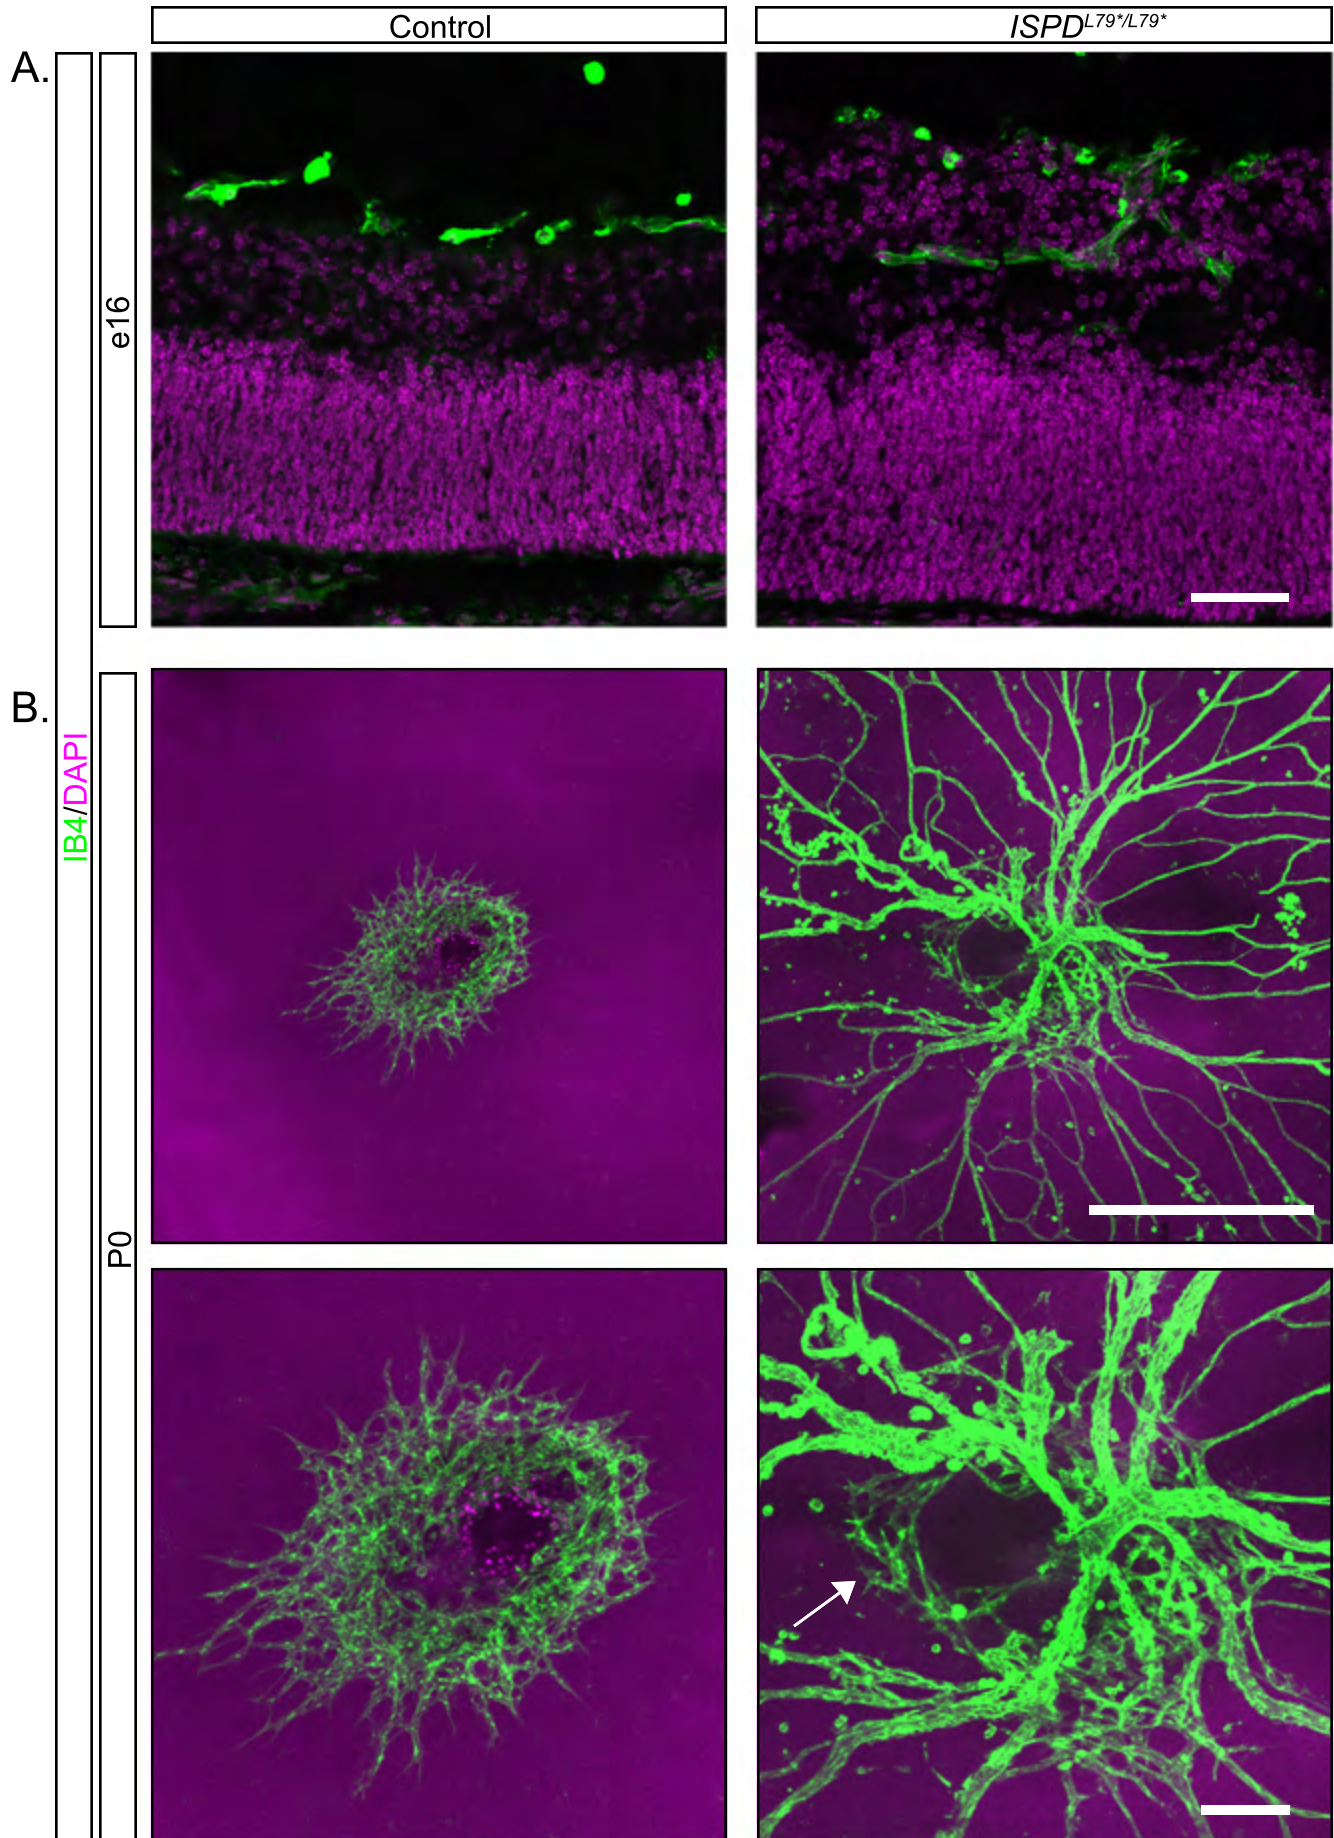 Control
ISPD^L79*/L79*
A.
e16
B.
IB4/DAPI
P0